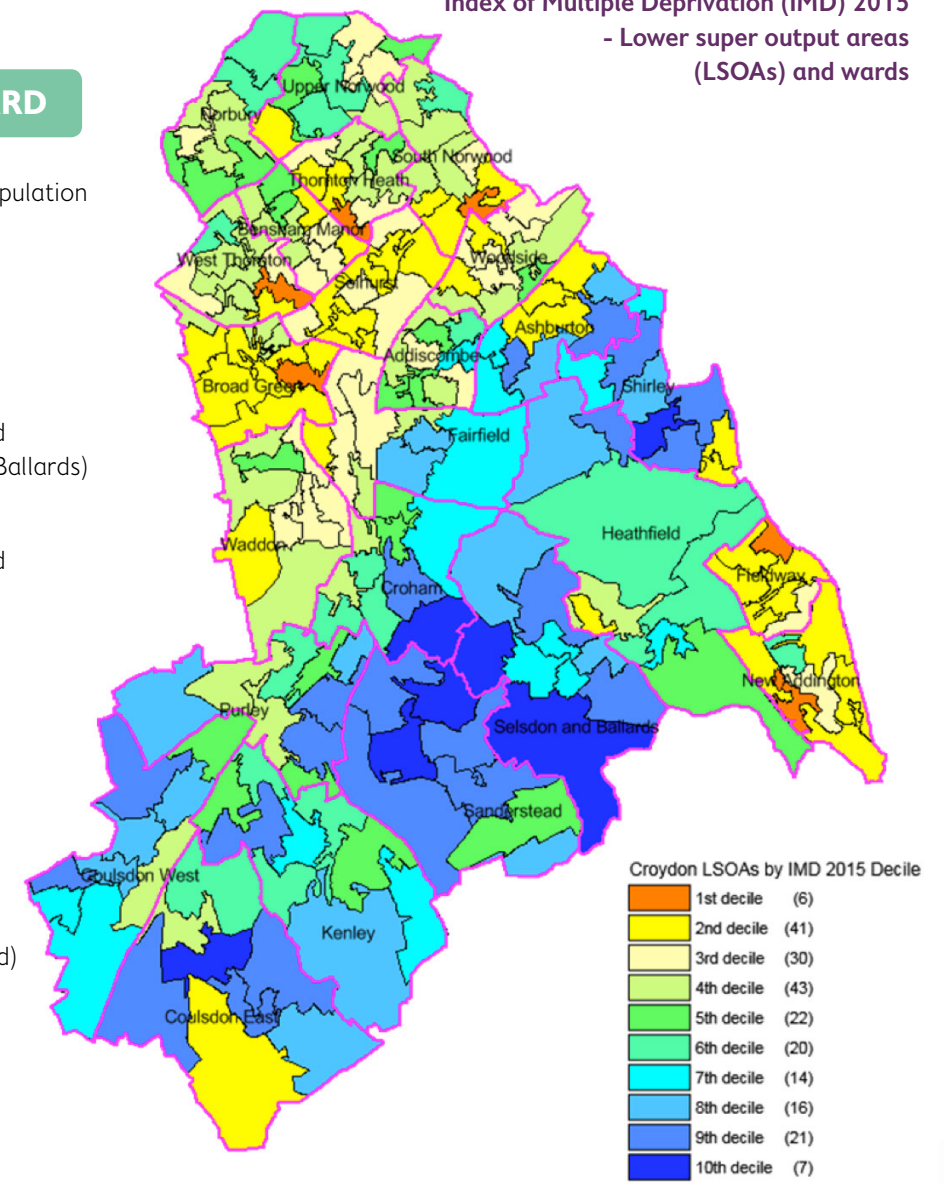 Index of Multiple Deprivation (IMD) 2015
- Lower super output areas
(LSOAs) and wards
RD
pulation
d
Ballards)
d
d)
Upper Norwood
Norbury
South Norwood
Thornton Heath
Bensham Manor
West Thornton
Woodside
Selhurst
Ashburton
Addiscombe
Broad Green
Shirley
Fairfield
Heathfield
Waddon
Fieldway
Croham
New Addington
Purley
Selsdon and Ballards
Sanderstead
Coulsdon West
Kenley
Coulsdon East
Croydon LSOAs by IMD 2015 Decile
1st decile (6)
2nd decile (41)
3rd decile (30)
4th decile (43)
5th decile (22)
6th decile (20)
7th decile (14)
8th decile (16)
9th decile (21)
10th decile (7)